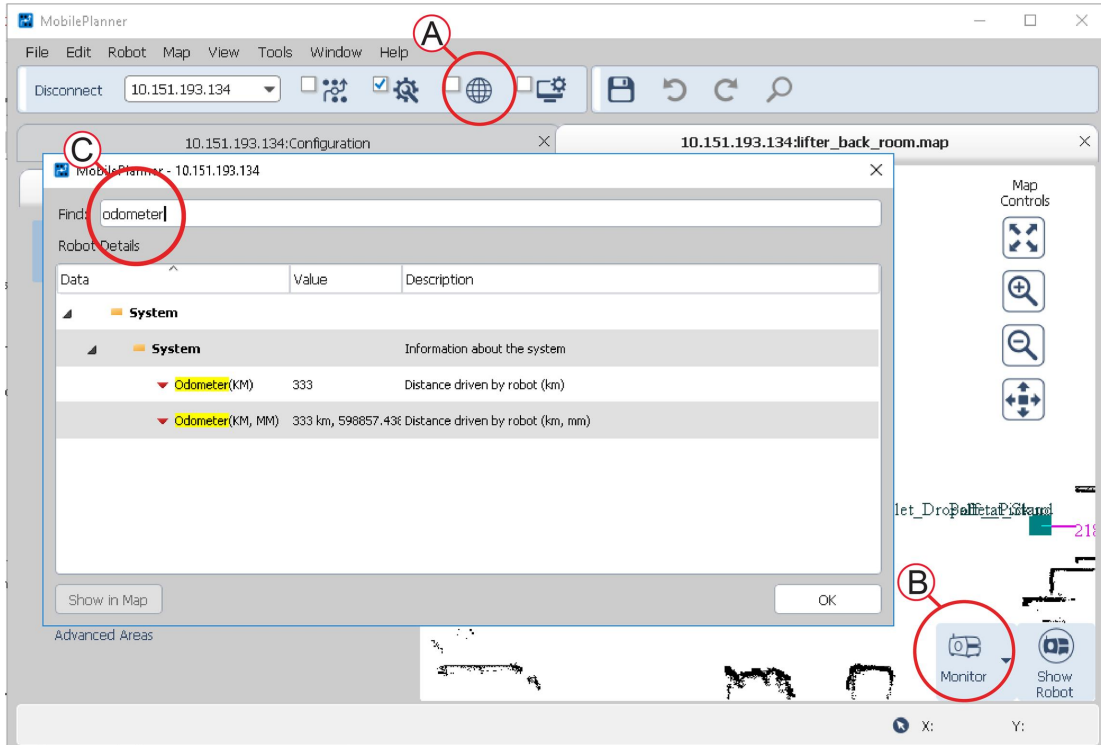 MobilePlanner
A
File Edit Robot Map View Tools Window Help
Disconnect 10.151.193.134
10.151.193.134:Configuration
10.151.193.134:lifter_back_room.map
C
MobilePlanner - 10.151.193.134
Find: odometer
Robot Details
Data Value Description
System
System Information about the system
Odometer(KM) 333 Distance driven by robot (km)
Odometer(KM, MM) 333 km, 598857.438 Distance driven by robot (km, mm)
Show in Map
OK
Map
Controls
218
B
Advanced Areas
Monitor
Show
Robot
X: Y: